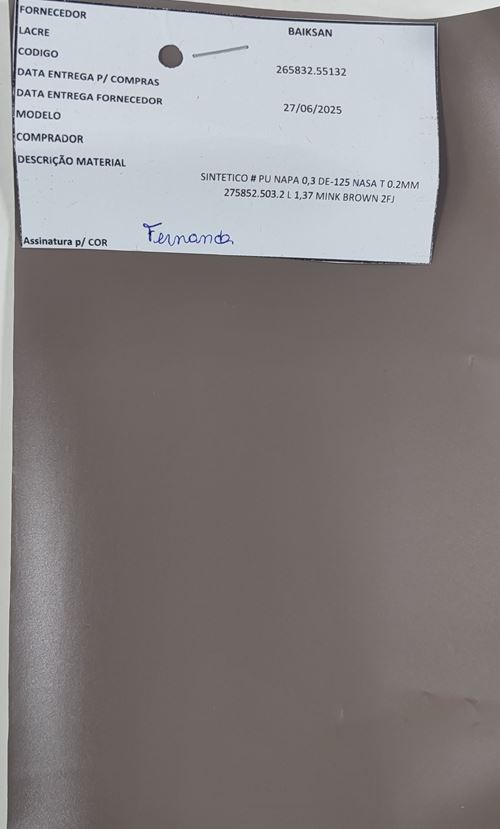 FORNECEDOR BAIKSAN
LACRE
CODIGO 265832.55132
DATA ENTREGA P/ COMPRAS
DATA ENTREGA FORNECEDOR 27/06/2025
MODELO
COMPRADOR
DESCRIÇÃO MATERIAL
SINTETICO # PU NAPA 0,3 DE-125 NASA T 0.2MM
275852.503.2 L 1,37 MINK BROWN 2FJ
Assinatura p/ COR Fernanda